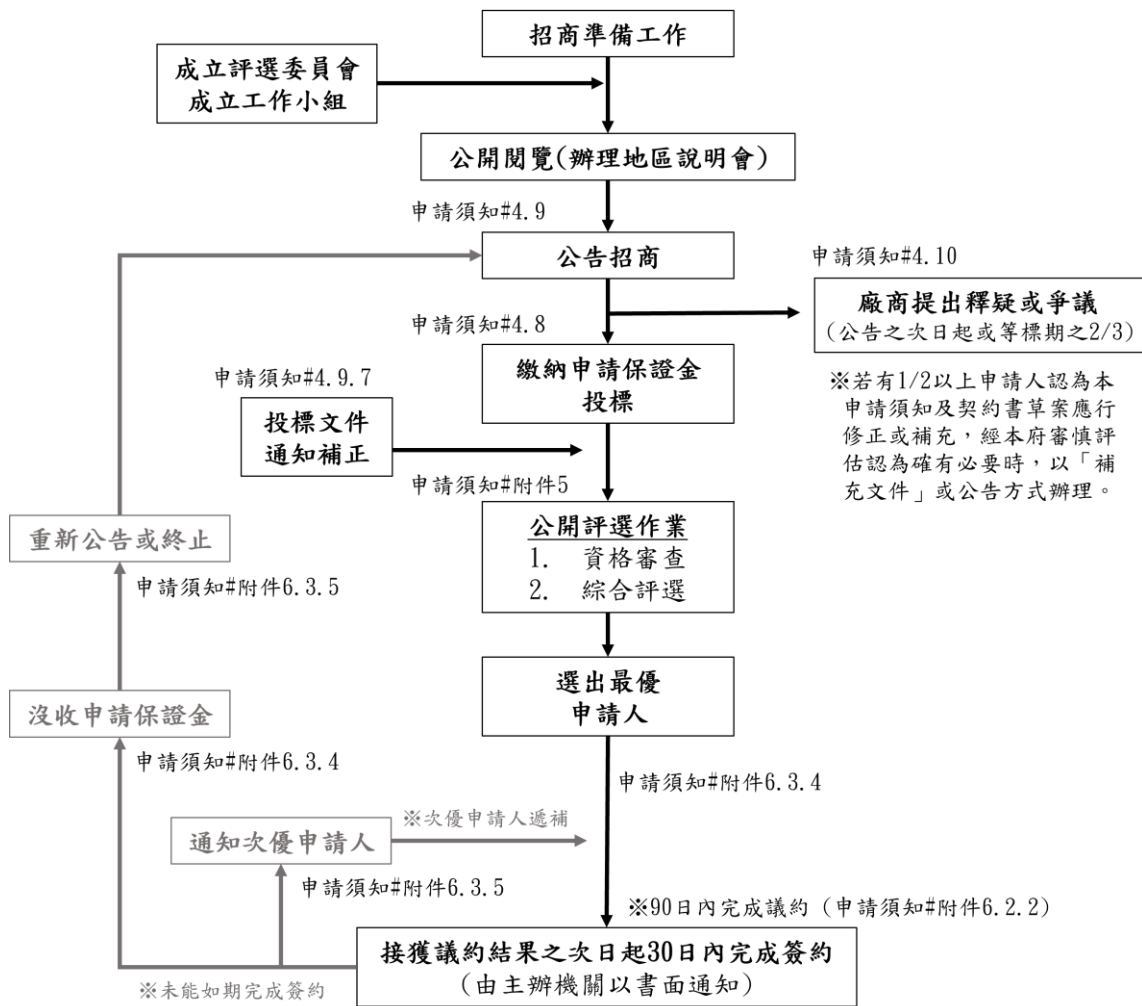 招商準備工作
成立評選委員會
成立工作小組
公開閱覽(辦理地區說明會)
申請須知#4.9
公告招商
申請須知#4.10
廠商提出釋疑或爭議
(公告之次日起或等標期之2/3)
申請須知#4.8
繳納申請保證金
投標
※若有1/2以上申請人認為本
申請須知及契約書草案應行
修正或補充，經本府審慎評
估認為確有必要時，以「補
充文件」或公告方式辦理。
申請須知#4.9.7
投標文件
通知補正
申請須知#附件5
公開評選作業
1. 資格審查
2. 綜合評選
重新公告或終止
申請須知#附件6.3.5
選出最優
申請人
沒收申請保證金
申請須知#附件6.3.4
申請須知#附件6.3.4
※次優申請人遞補
通知次優申請人
申請須知#附件6.3.5
※90日內完成議約 (申請須知#附件6.2.2)
接獲議約結果之次日起30日內完成簽約
(由主辦機關以書面通知)
※未能如期完成簽約